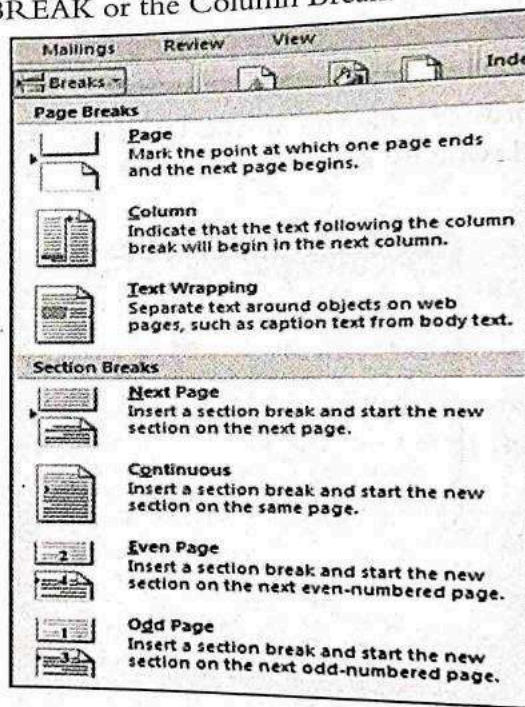 BREAK or the Column Break
Mailings Review View
Breaks Inde
Page Breaks
Page
Mark the point at which one page ends
and the next page begins.
Column
Indicate that the text following the column
break will begin in the next column.
Text Wrapping
Separate text around objects on web
pages, such as caption text from body text.
Section Breaks
Next Page
Insert a section break and start the new
section on the next page.
Continuous
Insert a section break and start the new
section on the same page.
2
4
Even Page
Insert a section break and start the new
section on the next even-numbered page.
1
3
Odd Page
Insert a section break and start the new
section on the next odd-numbered page.